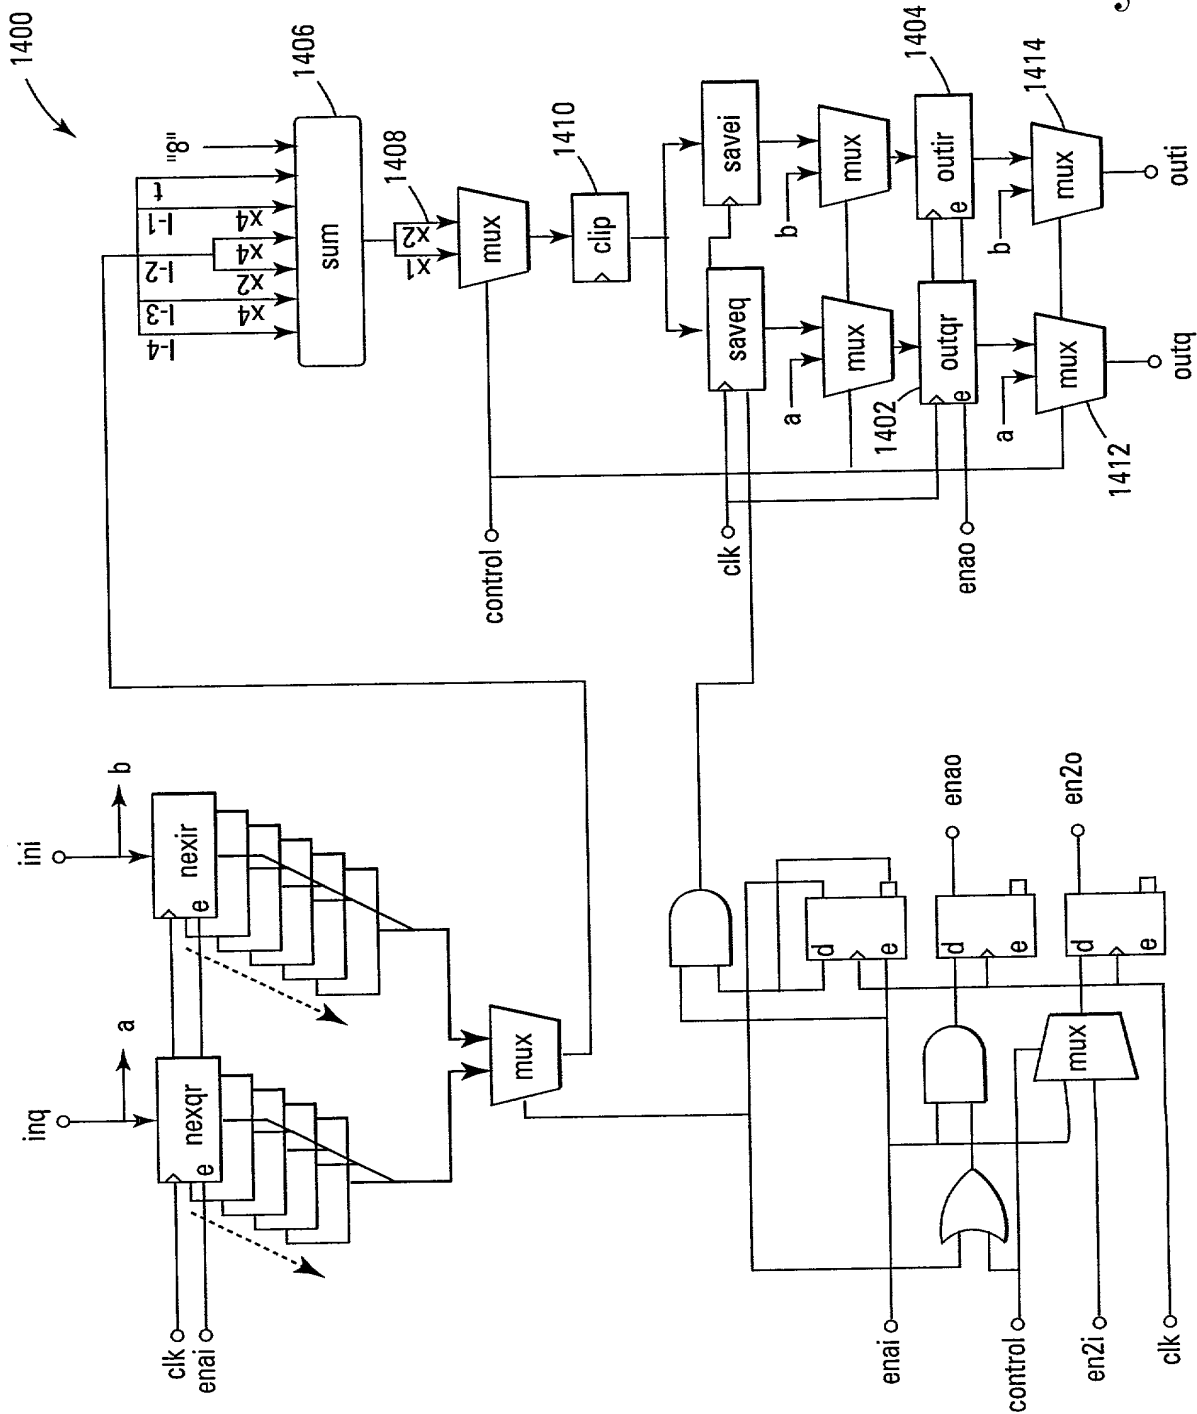 1400
"8"
t
I-1
I-2
I-3
I-4
x4
x4
x2
x4
sum
1406
x1
x2
1408
mux
control
clip
1410
saveq
savei
clk
a
b
mux
mux
outqr
e
outir
e
1402
1404
enao
a
b
mux
mux
1412
1414
outq
outi
inq
ini
a
b
nexqr
e
nexir
e
clk
enai
mux
d
e
d
e
d
e
enao
en2o
mux
enai
control
en2i
clk